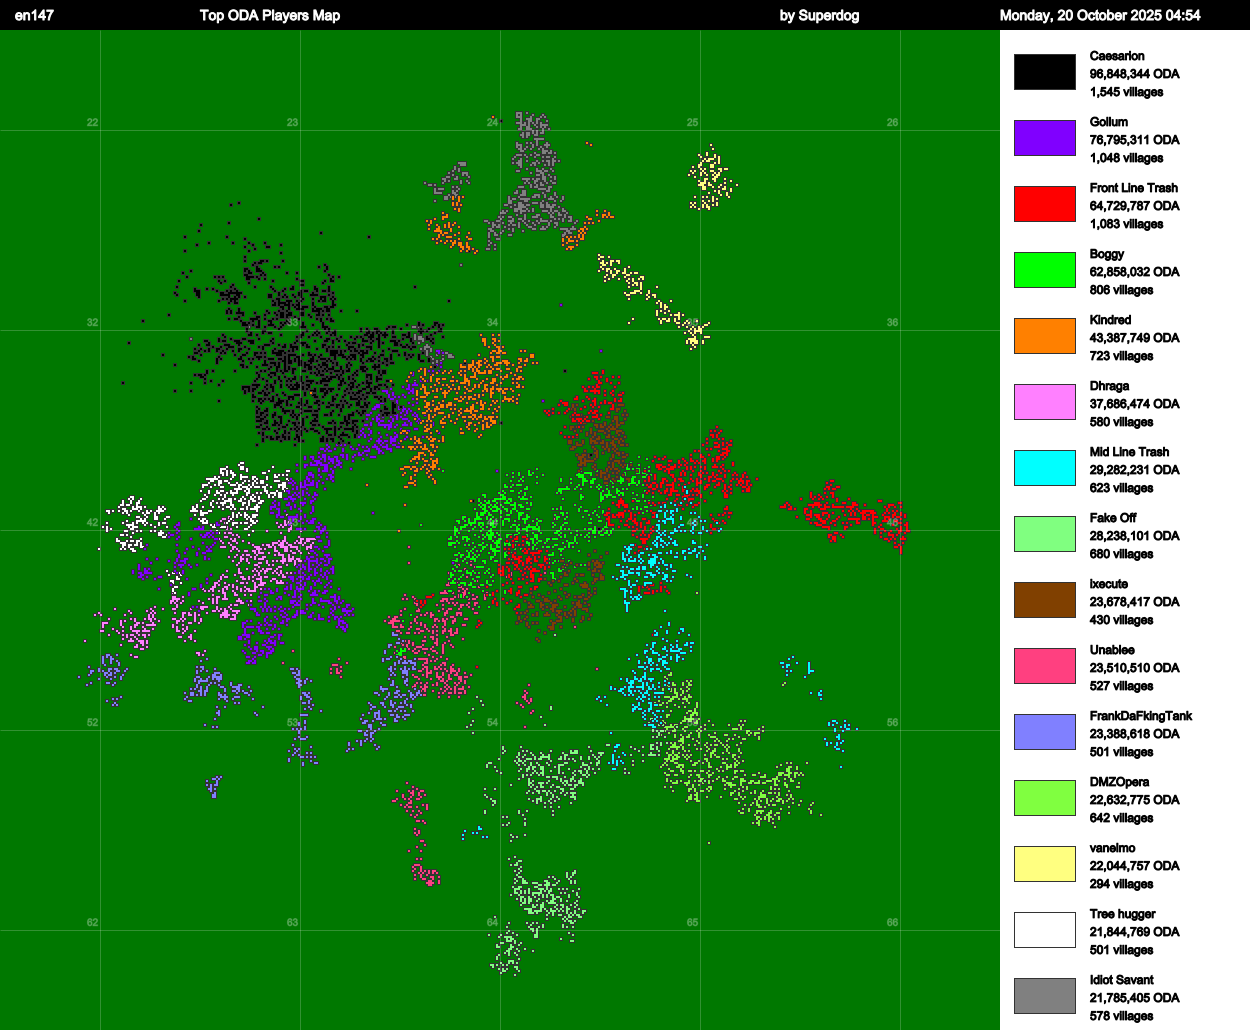 en147 Top ODA Players Map by Superdog Monday, 20 October 2025 04:54
Caesarion
96,848,344 ODA
1,545 villages
Gollum
76,795,311 ODA
1,048 villages
Front Line Trash
64,729,787 ODA
1,083 villages
Boggy
62,858,032 ODA
806 villages
Kindred
43,387,749 ODA
723 villages
Dhraga
37,686,474 ODA
580 villages
Mid Line Trash
29,282,231 ODA
623 villages
Fake Off
28,238,101 ODA
680 villages
ixecute
23,678,417 ODA
430 villages
Unablee
23,510,510 ODA
527 villages
FrankDaFkingTank
23,388,618 ODA
501 villages
DMZOpera
22,632,775 ODA
642 villages
vanelmo
22,044,757 ODA
294 villages
Tree hugger
21,844,769 ODA
501 villages
Idiot Savant
21,785,405 ODA
578 villages
22 23 24 25 26
32 33 34 35 36
42 43 45 46
52 53 54 56
62 63 64 65 66